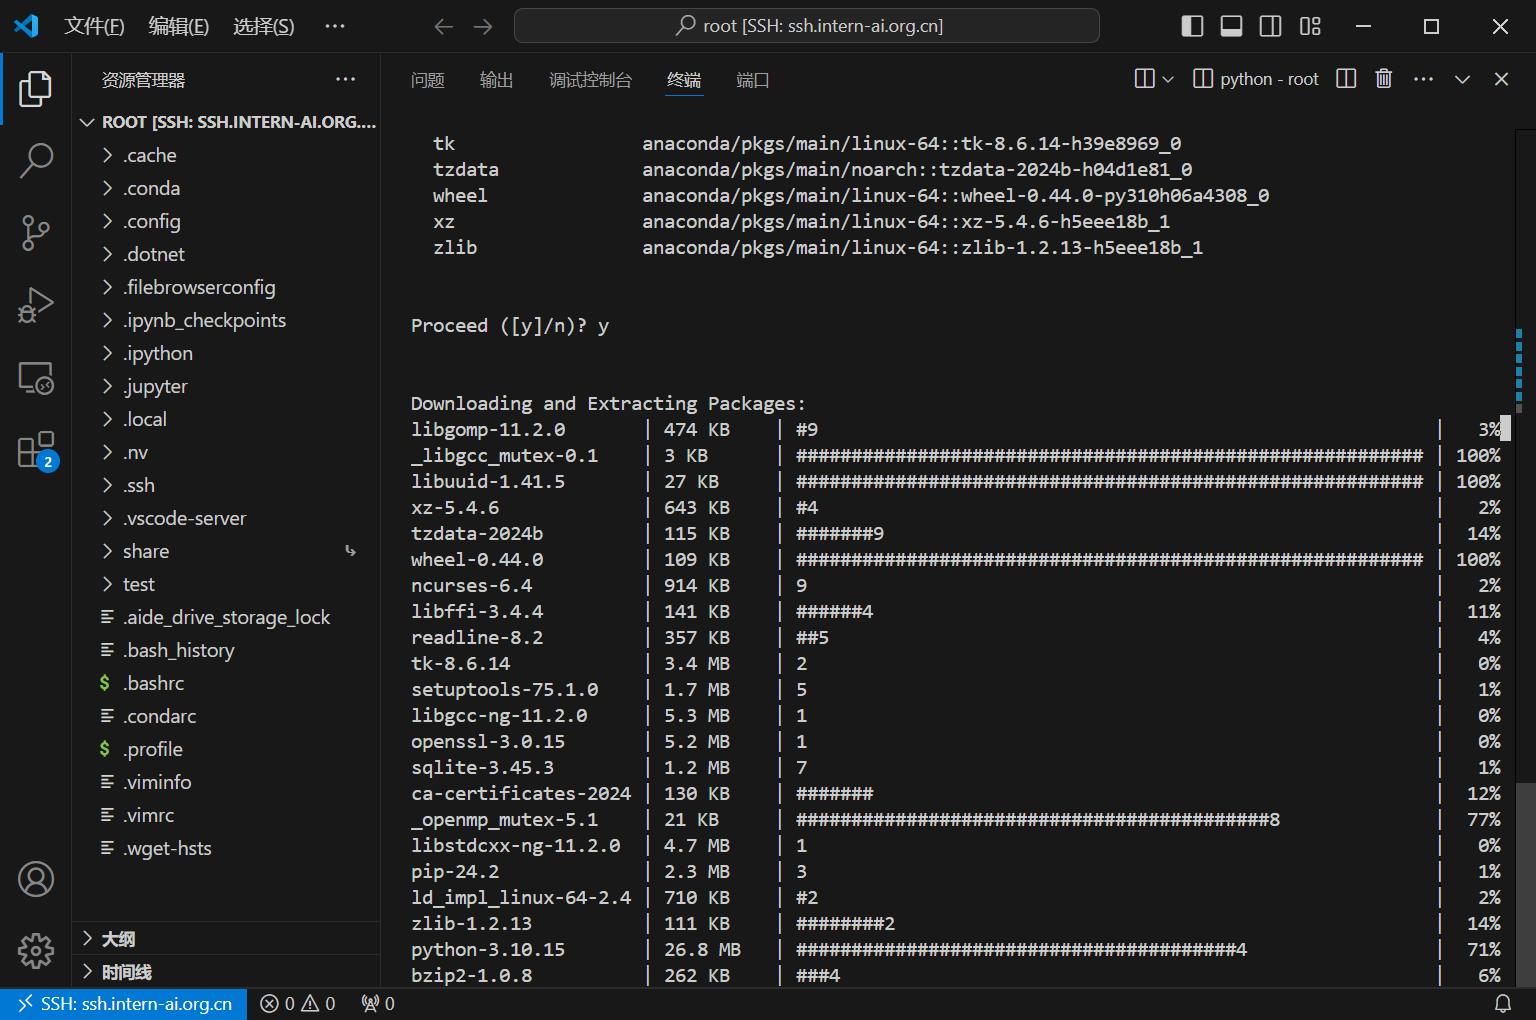 文件(F) 编辑(E) 选择(S) ··· root [SSH: ssh.intern-ai.org.cn]
资源管理器 ···
ROOT [SSH: SSH.INTERN-AI.ORG....
.cache
.conda
.config
.dotnet
.filebrowserconfig
.ipynb_checkpoints
.ipython
.jupyter
.local
.nv
.ssh
.vscode-server
share
test
.aide_drive_storage_lock
.bash_history
$ .bashrc
.condarc
$ .profile
.viminfo
.vimrc
.wget-hsts
大纲
时间线
2
问题 输出 调试控制台 终端 端口 python - root ···
tk anaconda/pkgs/main/linux-64::tk-8.6.14-h39e8969_0
tzdata anaconda/pkgs/main/noarch::tzdata-2024b-h04d1e81_0
wheel anaconda/pkgs/main/linux-64::wheel-0.44.0-py310h06a4308_0
xz anaconda/pkgs/main/linux-64::xz-5.4.6-h5eee18b_1
zlib anaconda/pkgs/main/linux-64::zlib-1.2.13-h5eee18b_1
Proceed ([y]/n)? y
Downloading and Extracting Packages:
libgomp-11.2.0 | 474 KB | #9 | 3%
_libgcc_mutex-0.1 | 3 KB | ######################################################### | 100%
libuuid-1.41.5 | 27 KB | ######################################################### | 100%
xz-5.4.6 | 643 KB | #4 | 2%
tzdata-2024b | 115 KB | #######9 | 14%
wheel-0.44.0 | 109 KB | ######################################################### | 100%
ncurses-6.4 | 914 KB | 9 | 2%
libffi-3.4.4 | 141 KB | ######4 | 11%
readline-8.2 | 357 KB | ##5 | 4%
tk-8.6.14 | 3.4 MB | 2 | 0%
setuptools-75.1.0 | 1.7 MB | 5 | 1%
libgcc-ng-11.2.0 | 5.3 MB | 1 | 0%
openssl-3.0.15 | 5.2 MB | 1 | 0%
sqlite-3.45.3 | 1.2 MB | 7 | 1%
ca-certificates-2024 | 130 KB | ####### | 12%
_openmp_mutex-5.1 | 21 KB | ###########################################8 | 77%
libstdcxx-ng-11.2.0 | 4.7 MB | 1 | 0%
pip-24.2 | 2.3 MB | 3 | 1%
ld_impl_linux-64-2.4 | 710 KB | #2 | 2%
zlib-1.2.13 | 111 KB | ########2 | 14%
python-3.10.15 | 26.8 MB | ########################################4 | 71%
bzip2-1.0.8 | 262 KB | ###4 | 6%
SSH: ssh.intern-ai.org.cn 0 0 0